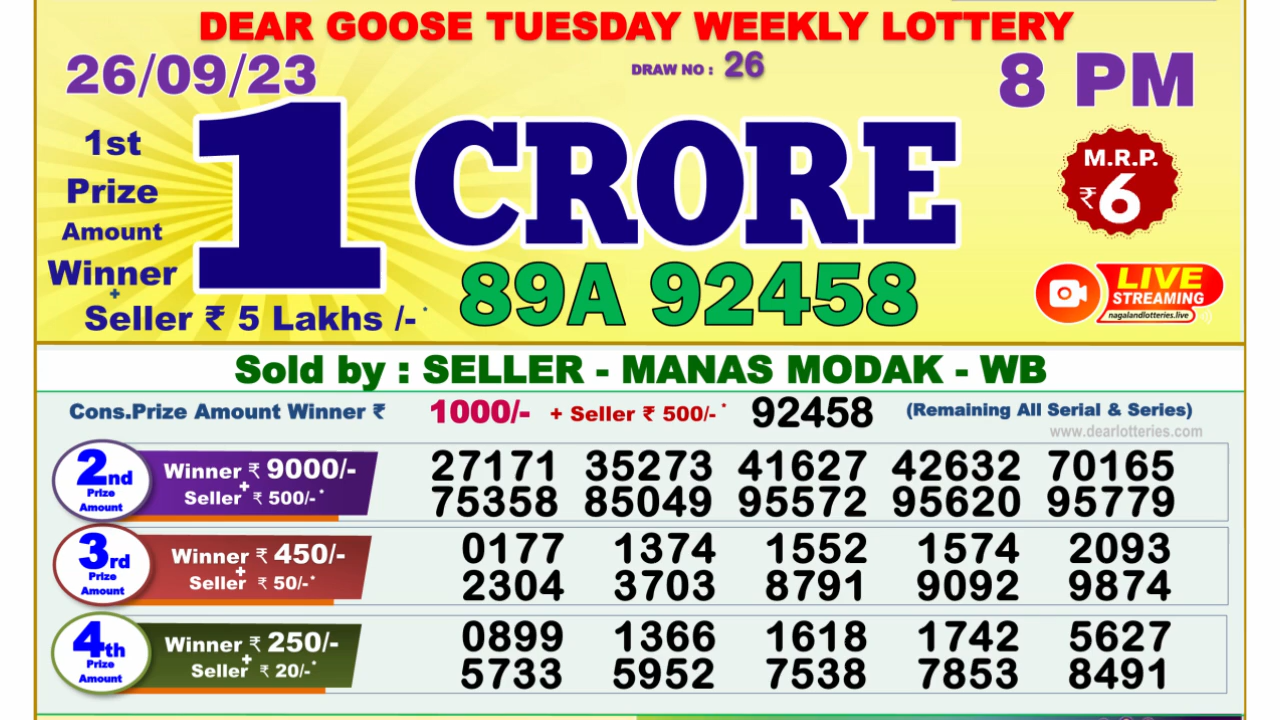 DEAR GOOSE TUESDAY WEEKLY LOTTERY
26/09/23
DRAW NO : 26
8 PM
1st
Prize
Amount
Winner
+
Seller ₹ 5 Lakhs /-*
1 CRORE
89A 92458
M.R.P.
₹6
LIVE
STREAMING
nagalandlotteries.live
Sold by : SELLER - MANAS MODAK - WB
Cons.Prize Amount Winner ₹ 1000/- + Seller ₹ 500/-* 92458 (Remaining All Serial & Series)
www.dearlotteries.com
2nd
Prize
Amount
Winner ₹ 9000/-
+
Seller ₹ 500/-*
27171 35273 41627 42632 70165
75358 85049 95572 95620 95779
3rd
Prize
Amount
Winner ₹ 450/-
+
Seller ₹ 50/-*
0177 1374 1552 1574 2093
2304 3703 8791 9092 9874
4th
Prize
Amount
Winner ₹ 250/-
+
Seller ₹ 20/-*
0899 1366 1618 1742 5627
5733 5952 7538 7853 8491